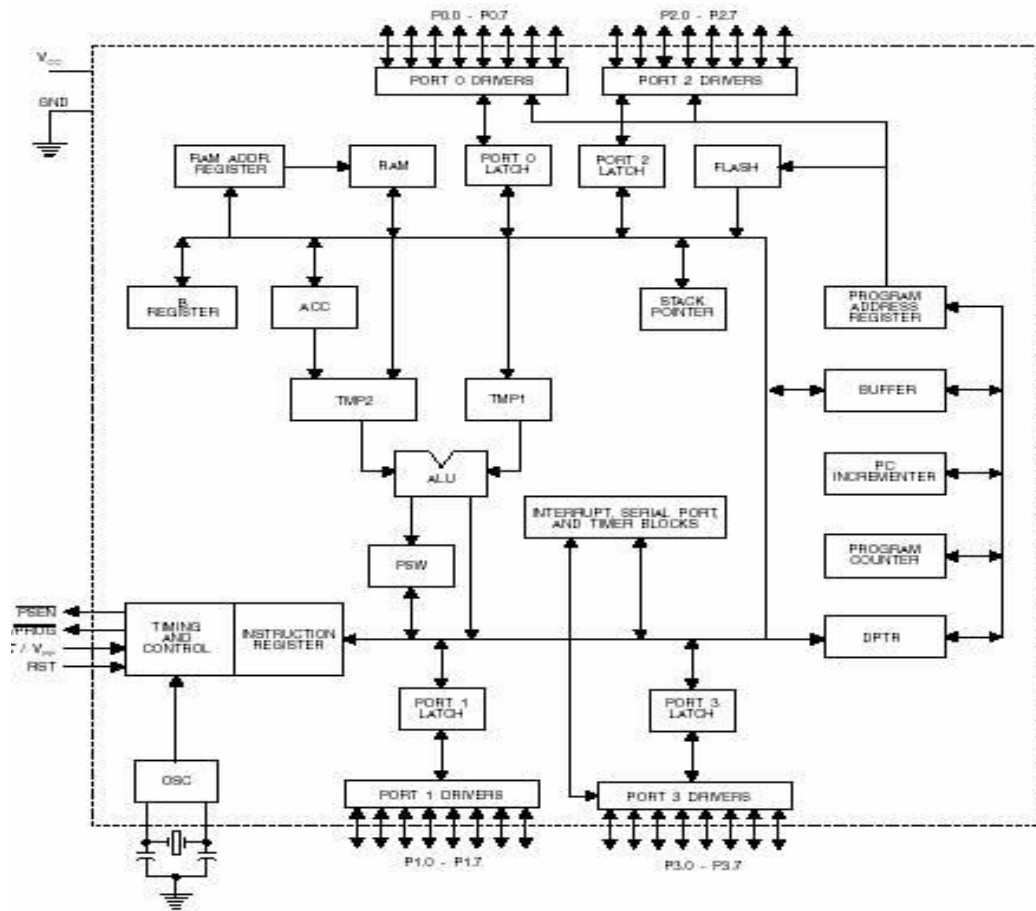 P0.0 - P0.7
P2.0 - P2.7
VCC
PORT 0 DRIVERS
PORT 2 DRIVERS
GND
RAM ADDR.
REGISTER
RAM
PORT 0
LATCH
PORT 2
LATCH
FLASH
B
REGISTER
ACC
STACK
POINTER
PROGRAM
ADDRESS
REGISTER
TMP2
TMP1
BUFFER
ALU
PC
INCREMENTER
INTERRUPT, SERIAL PORT,
AND TIMER BLOCKS
PSW
PROGRAM
COUNTER
PSEN
/PROG
/ VPP
RST
TIMING
AND
CONTROL
INSTRUCTION
REGISTER
DPTR
PORT 1
LATCH
PORT 3
LATCH
OSC
PORT 1 DRIVERS
PORT 3 DRIVERS
P1.0 - P1.7
P3.0 - P3.7